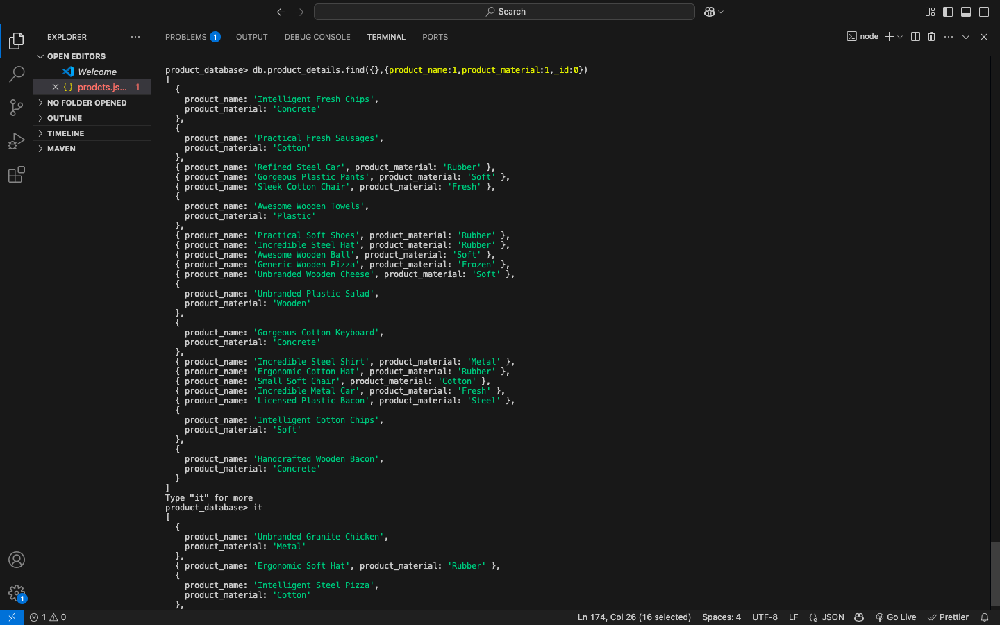 Search
EXPLORER
PROBLEMS 1 OUTPUT DEBUG CONSOLE TERMINAL PORTS
node
OPEN EDITORS
Welcome
{ } prodcts.js... 1
NO FOLDER OPENED
OUTLINE
TIMELINE
MAVEN
product_database> db.product_details.find({},{product_name:1,product_material:1,_id:0})
[
{
product_name: 'Intelligent Fresh Chips',
product_material: 'Concrete'
},
{
product_name: 'Practical Fresh Sausages',
product_material: 'Cotton'
},
{ product_name: 'Refined Steel Car', product_material: 'Rubber' },
{ product_name: 'Gorgeous Plastic Pants', product_material: 'Soft' },
{ product_name: 'Sleek Cotton Chair', product_material: 'Fresh' },
{
product_name: 'Awesome Wooden Towels',
product_material: 'Plastic'
},
{ product_name: 'Practical Soft Shoes', product_material: 'Rubber' },
{ product_name: 'Incredible Steel Hat', product_material: 'Rubber' },
{ product_name: 'Awesome Wooden Ball', product_material: 'Soft' },
{ product_name: 'Generic Wooden Pizza', product_material: 'Frozen' },
{ product_name: 'Unbranded Wooden Cheese', product_material: 'Soft' },
{
product_name: 'Unbranded Plastic Salad',
product_material: 'Wooden'
},
{
product_name: 'Gorgeous Cotton Keyboard',
product_material: 'Concrete'
},
{ product_name: 'Incredible Steel Shirt', product_material: 'Metal' },
{ product_name: 'Ergonomic Cotton Hat', product_material: 'Rubber' },
{ product_name: 'Small Soft Chair', product_material: 'Cotton' },
{ product_name: 'Incredible Metal Car', product_material: 'Fresh' },
{ product_name: 'Licensed Plastic Bacon', product_material: 'Steel' },
{
product_name: 'Intelligent Cotton Chips',
product_material: 'Soft'
},
{
product_name: 'Handcrafted Wooden Bacon',
product_material: 'Concrete'
}
]
Type "it" for more
product_database> it
[
{
product_name: 'Unbranded Granite Chicken',
product_material: 'Metal'
},
{ product_name: 'Ergonomic Soft Hat', product_material: 'Rubber' },
{
product_name: 'Intelligent Steel Pizza',
product_material: 'Cotton'
},
1
1 0 Ln 174, Col 26 (16 selected) Spaces: 4 UTF-8 LF JSON Go Live Prettier